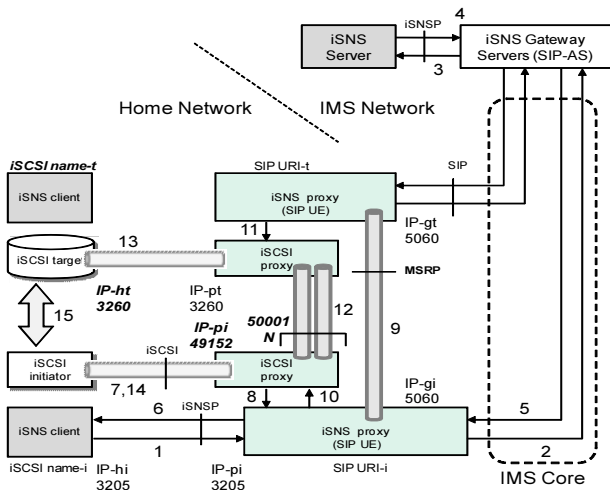 iSNSP
4
iSNS
Server
3
iSNS Gateway
Servers (SIP-AS)
Home Network
IMS Network
iSCSI name-t
SIP URI-t
SIP
iSNS client
iSNS proxy
(SIP UE)
IP-gt
5060
11
13
iSCSI target
iSCSI
proxy
MSRP
IP-ht
3260
IP-pt
3260
12
15
IP-pi
49152
50001
N
9
iSCSI
iSCSI
initiator
iSCSI
proxy
7,14
8
10
IP-gi
5060
6
iSNSP
5
iSNS client
iSNS proxy
(SIP UE)
1
2
iSCSI name-i
IP-hi
3205
IP-pi
3205
SIP URI-i
IMS Core